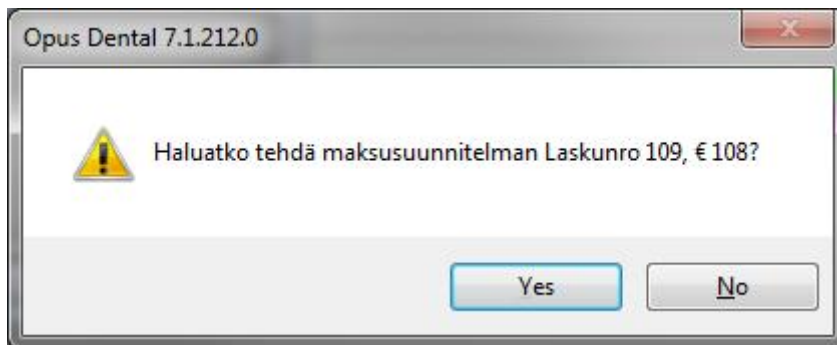 Opus Dental 7.1.212.0
Haluatko tehdä maksusuunnitelman Laskunro 109, € 108?
Yes
No